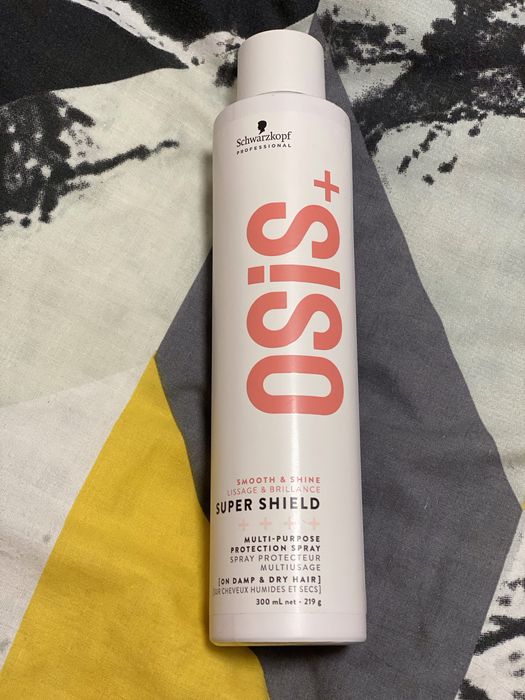 Schwarzkopf
PROFESSIONAL
OSiS+
SMOOTH & SHINE
LISSAGE & BRILLANCE
SUPER SHIELD
++++
MULTI-PURPOSE
PROTECTION SPRAY
SPRAY PROTECTEUR
MULTIUSAGE
[ON DAMP & DRY HAIR]
[SUR CHEVEUX HUMIDES ET SECS]
300 mL net - 219 g